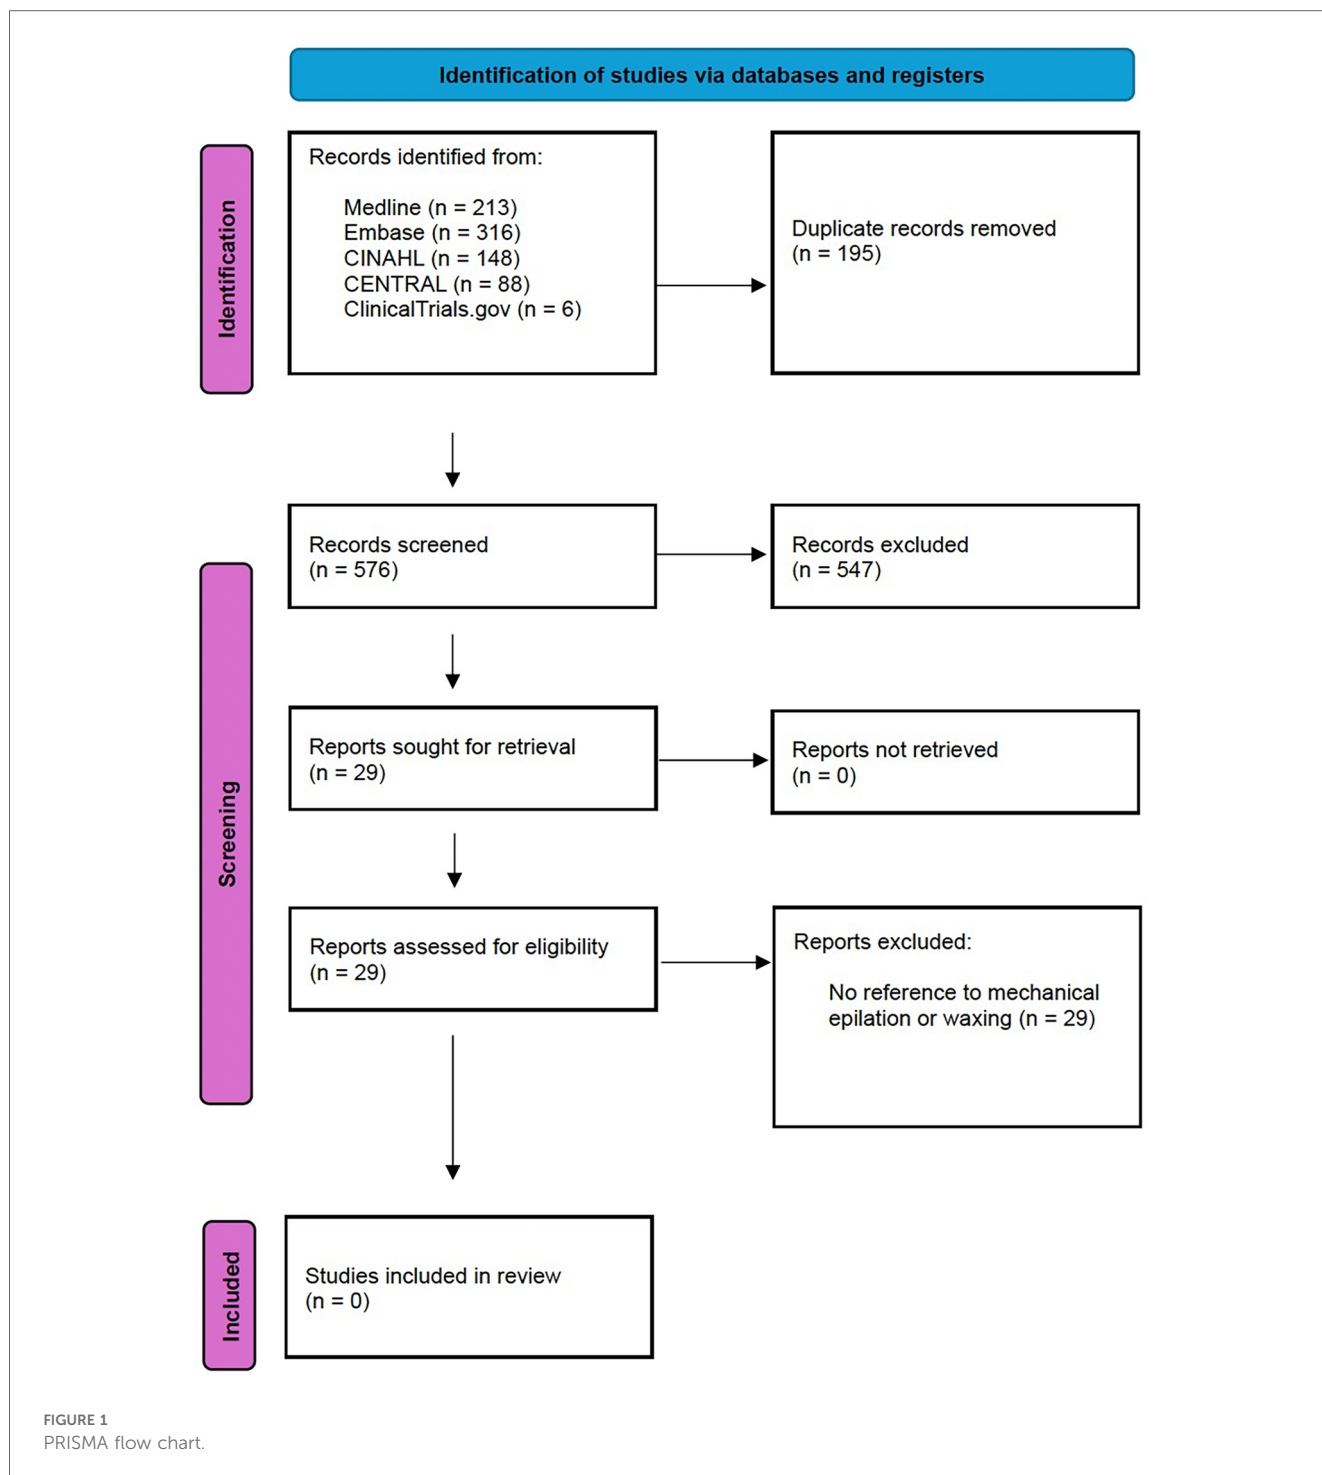 Identification of studies via databases and registers
Identification
Records identified from:
Medline (n = 213)
Embase (n = 316)
CINAHL (n = 148)
CENTRAL (n = 88)
ClinicalTrials.gov (n = 6)
Duplicate records removed
(n = 195)
Screening
Records screened
(n = 576)
Records excluded
(n = 547)
Reports sought for retrieval
(n = 29)
Reports not retrieved
(n = 0)
Reports assessed for eligibility
(n = 29)
Reports excluded:
No reference to mechanical
epilation or waxing (n = 29)
Included
Studies included in review
(n = 0)
FIGURE 1
PRISMA flow chart.